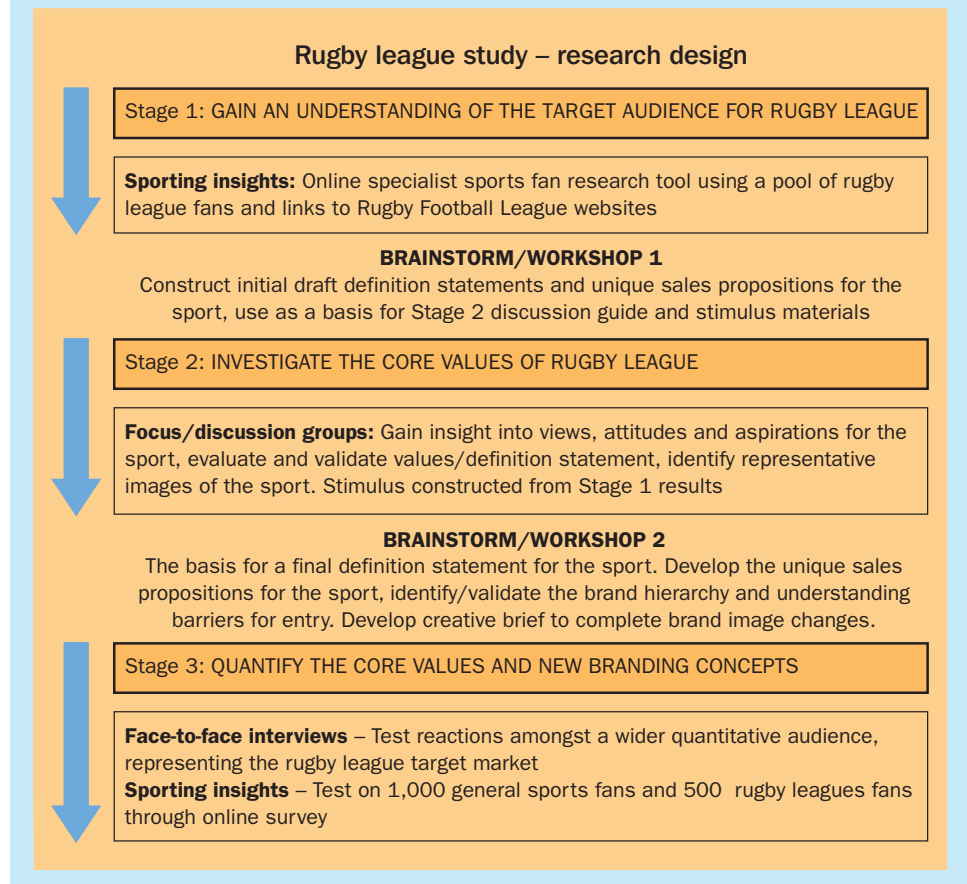 Rugby league study – research design
Stage 1: GAIN AN UNDERSTANDING OF THE TARGET AUDIENCE FOR RUGBY LEAGUE
Sporting insights: Online specialist sports fan research tool using a pool of rugby
league fans and links to Rugby Football League websites
BRAINSTORM/WORKSHOP 1
Construct initial draft definition statements and unique sales propositions for the
sport, use as a basis for Stage 2 discussion guide and stimulus materials
Stage 2: INVESTIGATE THE CORE VALUES OF RUGBY LEAGUE
Focus/discussion groups: Gain insight into views, attitudes and aspirations for the
sport, evaluate and validate values/definition statement, identify representative
images of the sport. Stimulus constructed from Stage 1 results
BRAINSTORM/WORKSHOP 2
The basis for a final definition statement for the sport. Develop the unique sales
propositions for the sport, identify/validate the brand hierarchy and understanding
barriers for entry. Develop creative brief to complete brand image changes.
Stage 3: QUANTIFY THE CORE VALUES AND NEW BRANDING CONCEPTS
Face-to-face interviews – Test reactions amongst a wider quantitative audience,
representing the rugby league target market
Sporting insights – Test on 1,000 general sports fans and 500 rugby leagues fans
through online survey